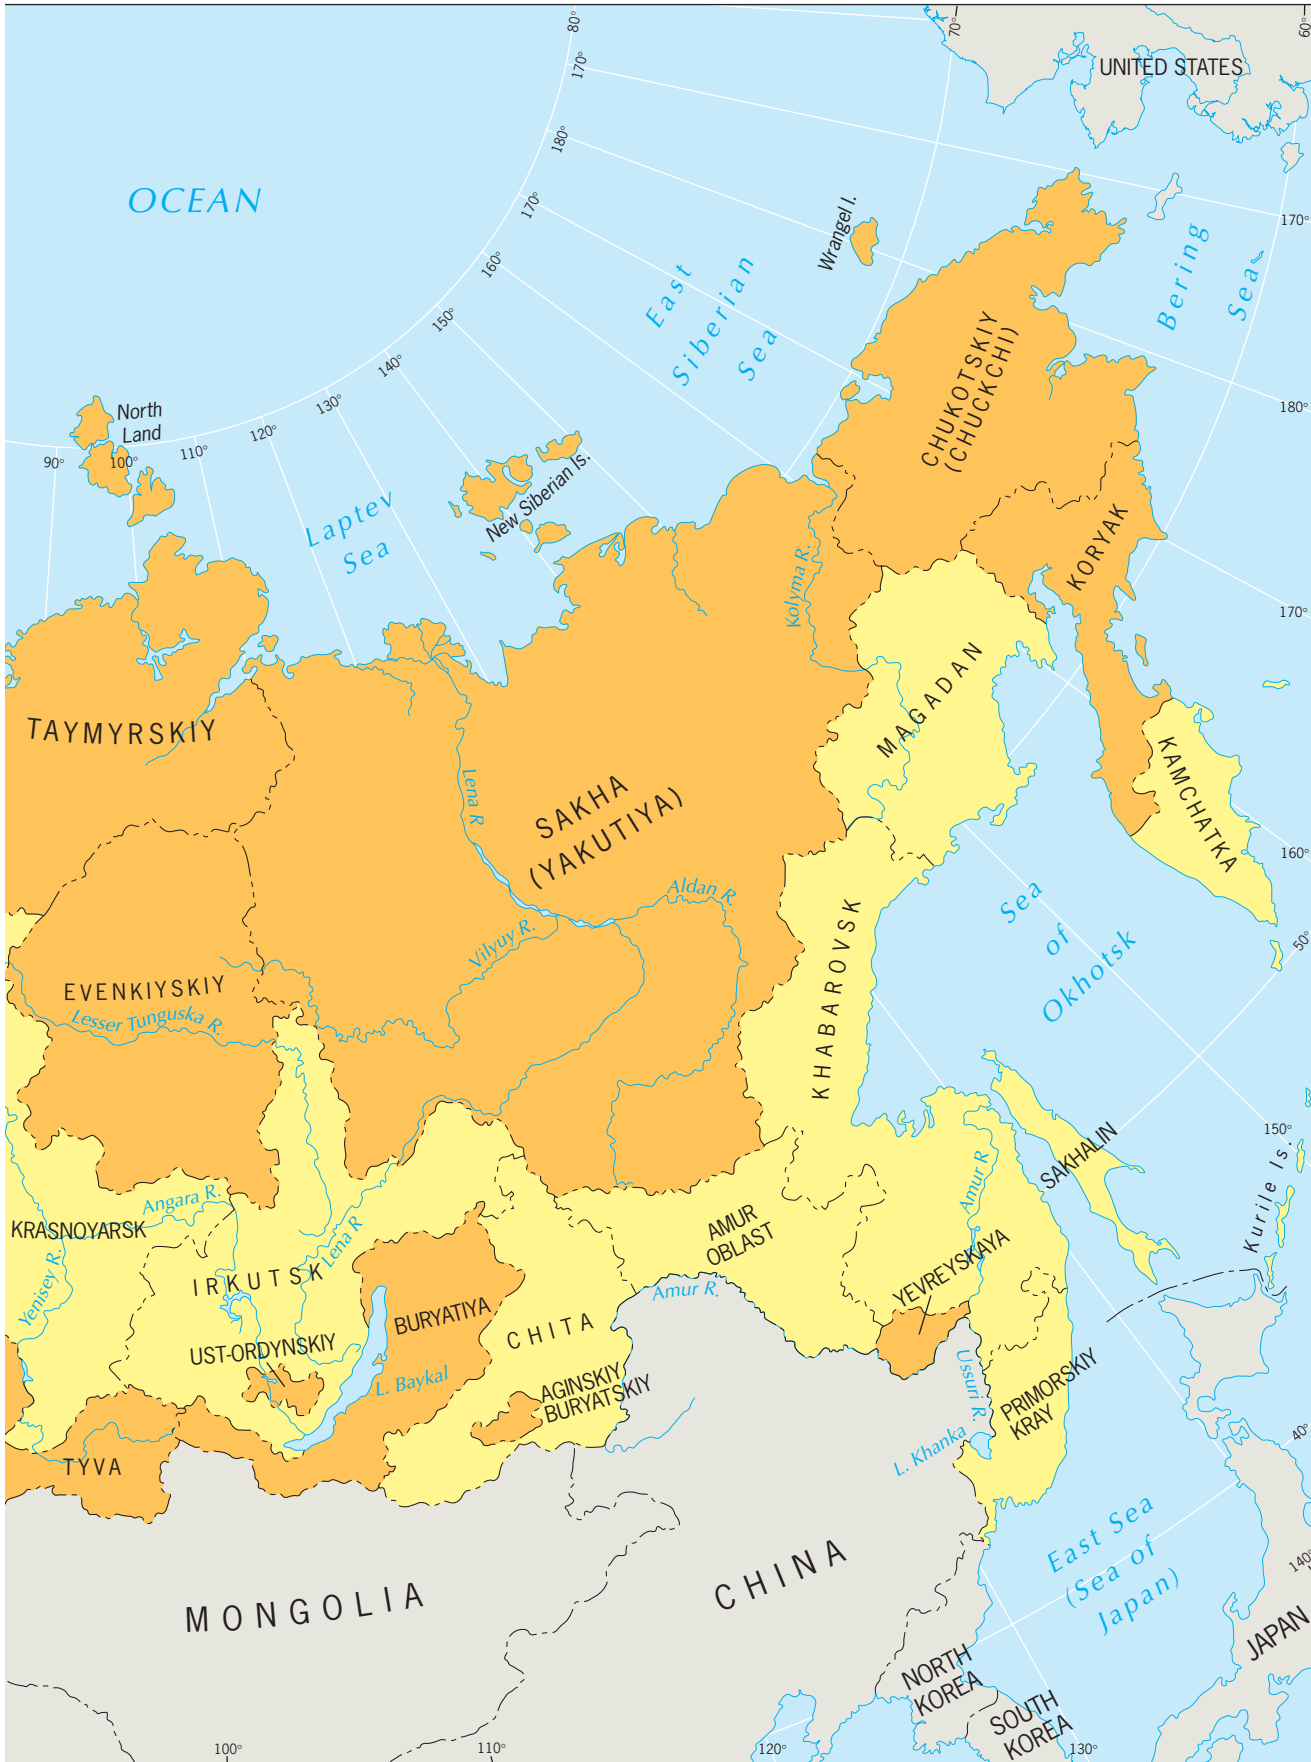 80°
70°
60°
170°
UNITED STATES
180°
170°
OCEAN
Wrangel I.
170°
Bering
Sea
160°
East
Siberian
Sea
150°
140°
CHUKOTSKIY
(CHUCKCHI)
180°
130°
North
Land
120°
110°
100°
90°
New Siberian Is.
Laptev
Sea
KORYAK
Kolyma R.
170°
MAGADAN
TAYMYRSKIY
KAMCHATKA
Lena R
SAKHA
(YAKUTIYA)
160°
Aldan R.
Sea
of
Okhotsk
Vilyuy R.
KHABAROVSK
50°
EVENKIYSKIY
Lesser Tunguska R.
150°
SAKHALIN
Kurile Is.
Amur R
Angara R.
KRASNOYARSK
AMUR
OBLAST
Lena R
Yenisey R.
IRKUTSK
YEVREYSKAYA
Amur R.
BURYATIYA
CHITA
UST-ORDYNSKIY
L. Baykal
AGINSKIY
BURYATSKIY
Ussuri R.
PRIMORSKIY
KRAY
40°
L. Khanka
TYVA
East Sea
(Sea of
Japan)
140°
CHINA
MONGOLIA
JAPAN
NORTH
KOREA
SOUTH
KOREA
100°
110°
120°
130°